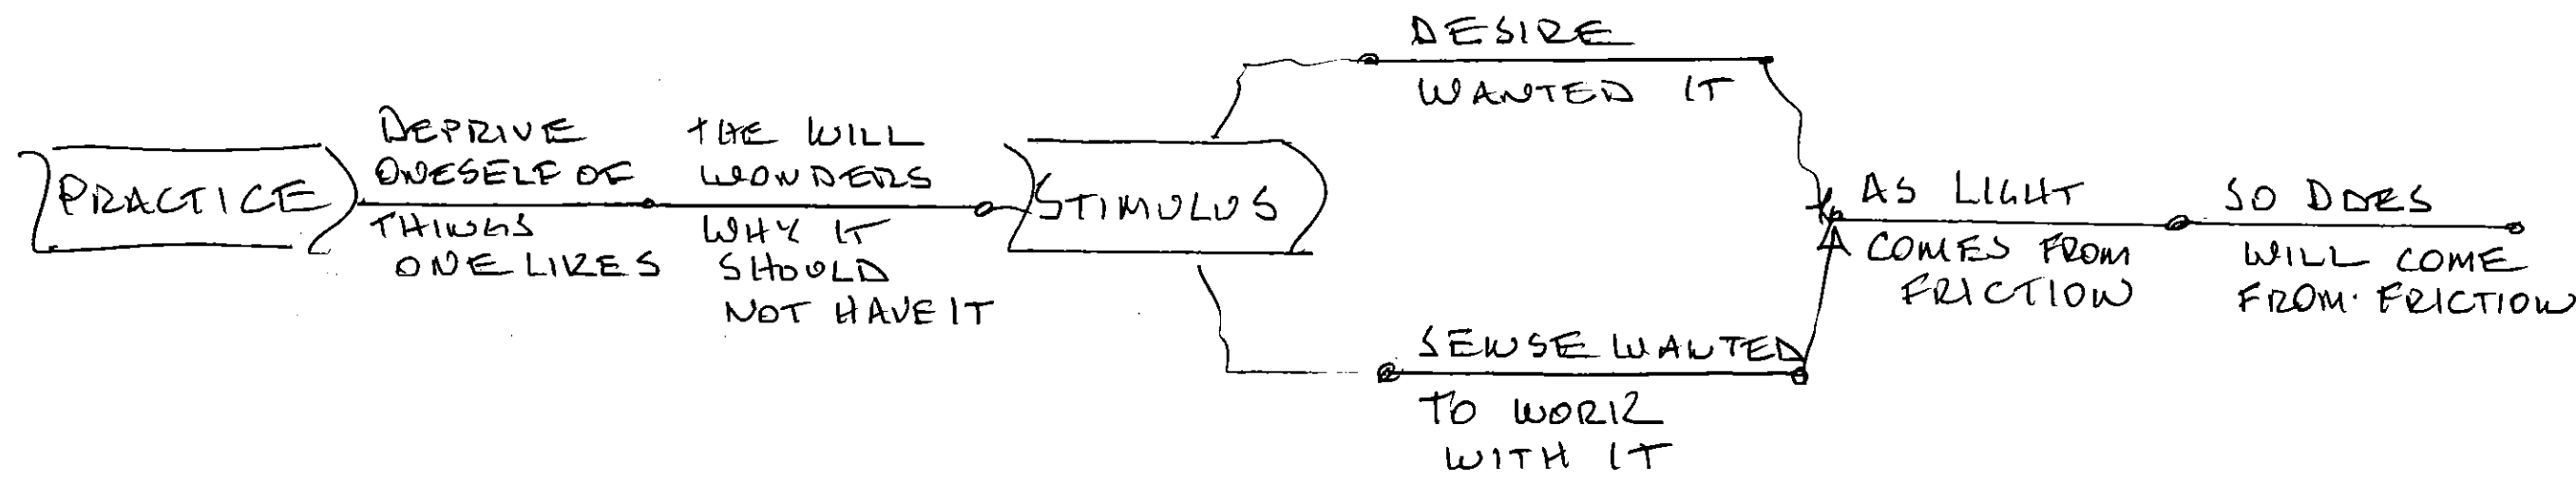 PRACTICE
DEPRIVE
ONESELF OF
THINGS
ONE LIKES
THE WILL
WONDERS
WHY IT
SHOULD
NOT HAVE IT
STIMULUS
DESIRE
WANTED IT
SENSE WANTED
TO WORK
WITH IT
AS LIGHT
COMES FROM
FRICTION
SO DOES
WILL COME
FROM FRICTION